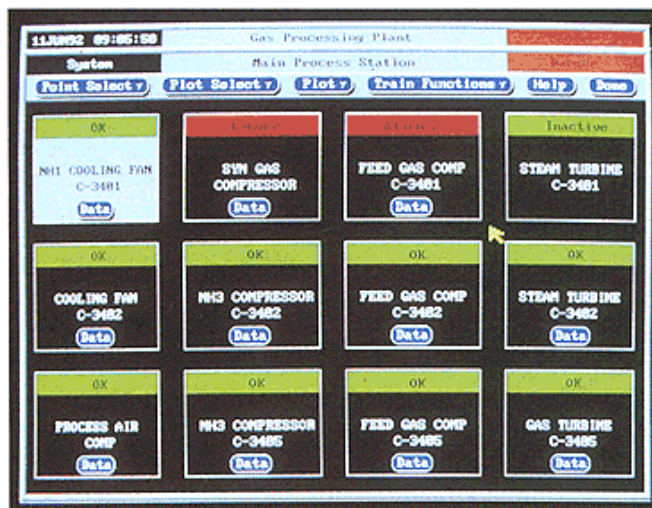 11JUN92 09:05:50
Gas Processing Plant
System
Main Process Station
Point Select
Plot Select
Plot
Train Functions
Help
Done
OK
Inactive
NH1 COOLING FAN
C-3401
Data
SYN GAS
COMPRESSOR
Data
FEED GAS COMP
C-3401
Data
STEAM TURBINE
C-3401
OK
OK
OK
OK
COOLING FAN
C-3402
Data
NH3 COMPRESSOR
C-3402
Data
FEED GAS COMP
C-3402
Data
STEAM TURBINE
C-3402
Data
OK
OK
OK
OK
PROCESS AIR
COMP
Data
NH3 COMPRESSOR
C-3405
Data
FEED GAS COMP
C-3405
Data
GAS TURBINE
C-3405
Data